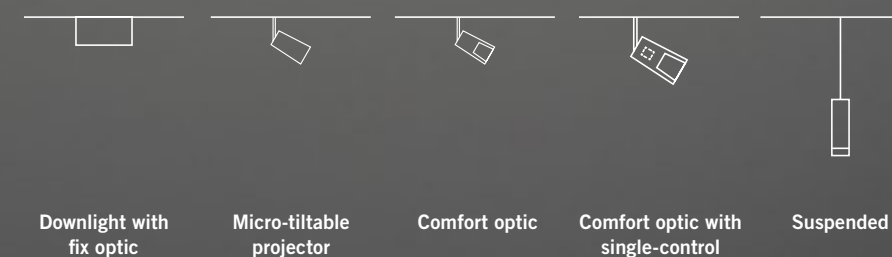 Downlight with
fix optic
Micro-tiltable
projector
Comfort optic
Comfort optic with
single-control
Suspended